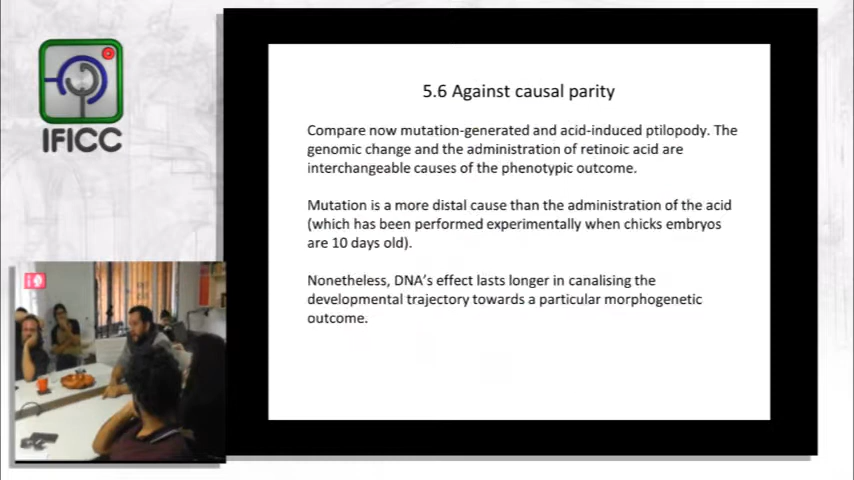 IFICC
5.6 Against causal parity
Compare now mutation-generated and acid-induced ptilopody. The
genomic change and the administration of retinoic acid are
interchangeable causes of the phenotypic outcome.
Mutation is a more distal cause than the administration of the acid
(which has been performed experimentally when chicks embryos
are 10 days old).
Nonetheless, DNA's effect lasts longer in canalising the
developmental trajectory towards a particular morphogenetic
outcome.